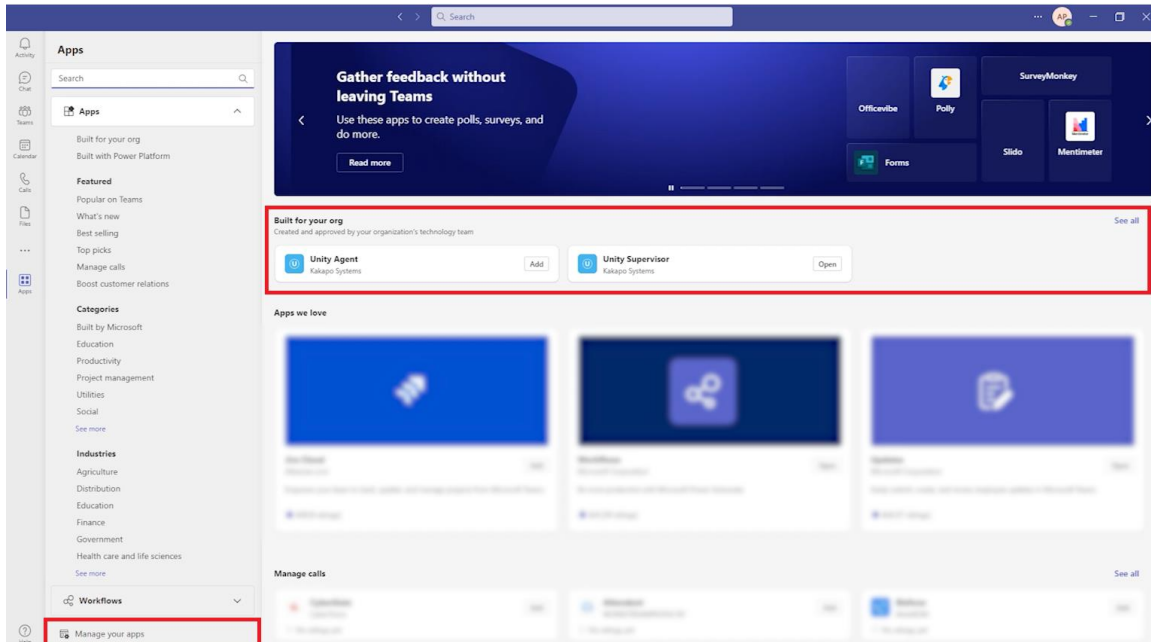 Search
AP
Activity
Chat
Teams
Calendar
Calls
Files
Apps
Apps
Search
Apps
Built for your org
Built with Power Platform
Featured
Popular on Teams
What's new
Best selling
Top picks
Manage calls
Boost customer relations
Categories
Built by Microsoft
Education
Productivity
Project management
Utilities
Social
See more
Industries
Agriculture
Distribution
Education
Finance
Government
Health care and life sciences
See more
Workflows
Manage your apps
Gather feedback without
leaving Teams
Use these apps to create polls, surveys, and
do more.
Read more
Officevibe
Polly
SurveyMonkey
Forms
Slido
Mentimeter
Built for your org
See all
Created and approved by your organization's technology team
Unity Agent
Kakapo Systems
Add
Unity Supervisor
Kakapo Systems
Open
Apps we love
Manage calls
See all